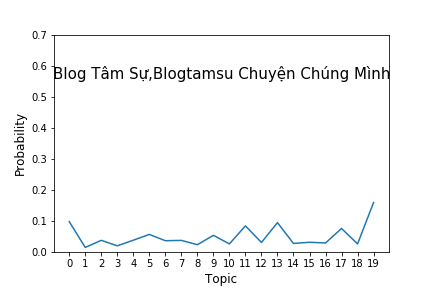 0.7
Blog Tâm Sự,Blogtamsu Chuyện Chúng Mình
0.6
0.5
0.4
0.3
0.2
0.1
0.0
Probability
0 1 2 3 4 5 6 7 8 9 10 11 12 13 14 15 16 17 18 19
Topic